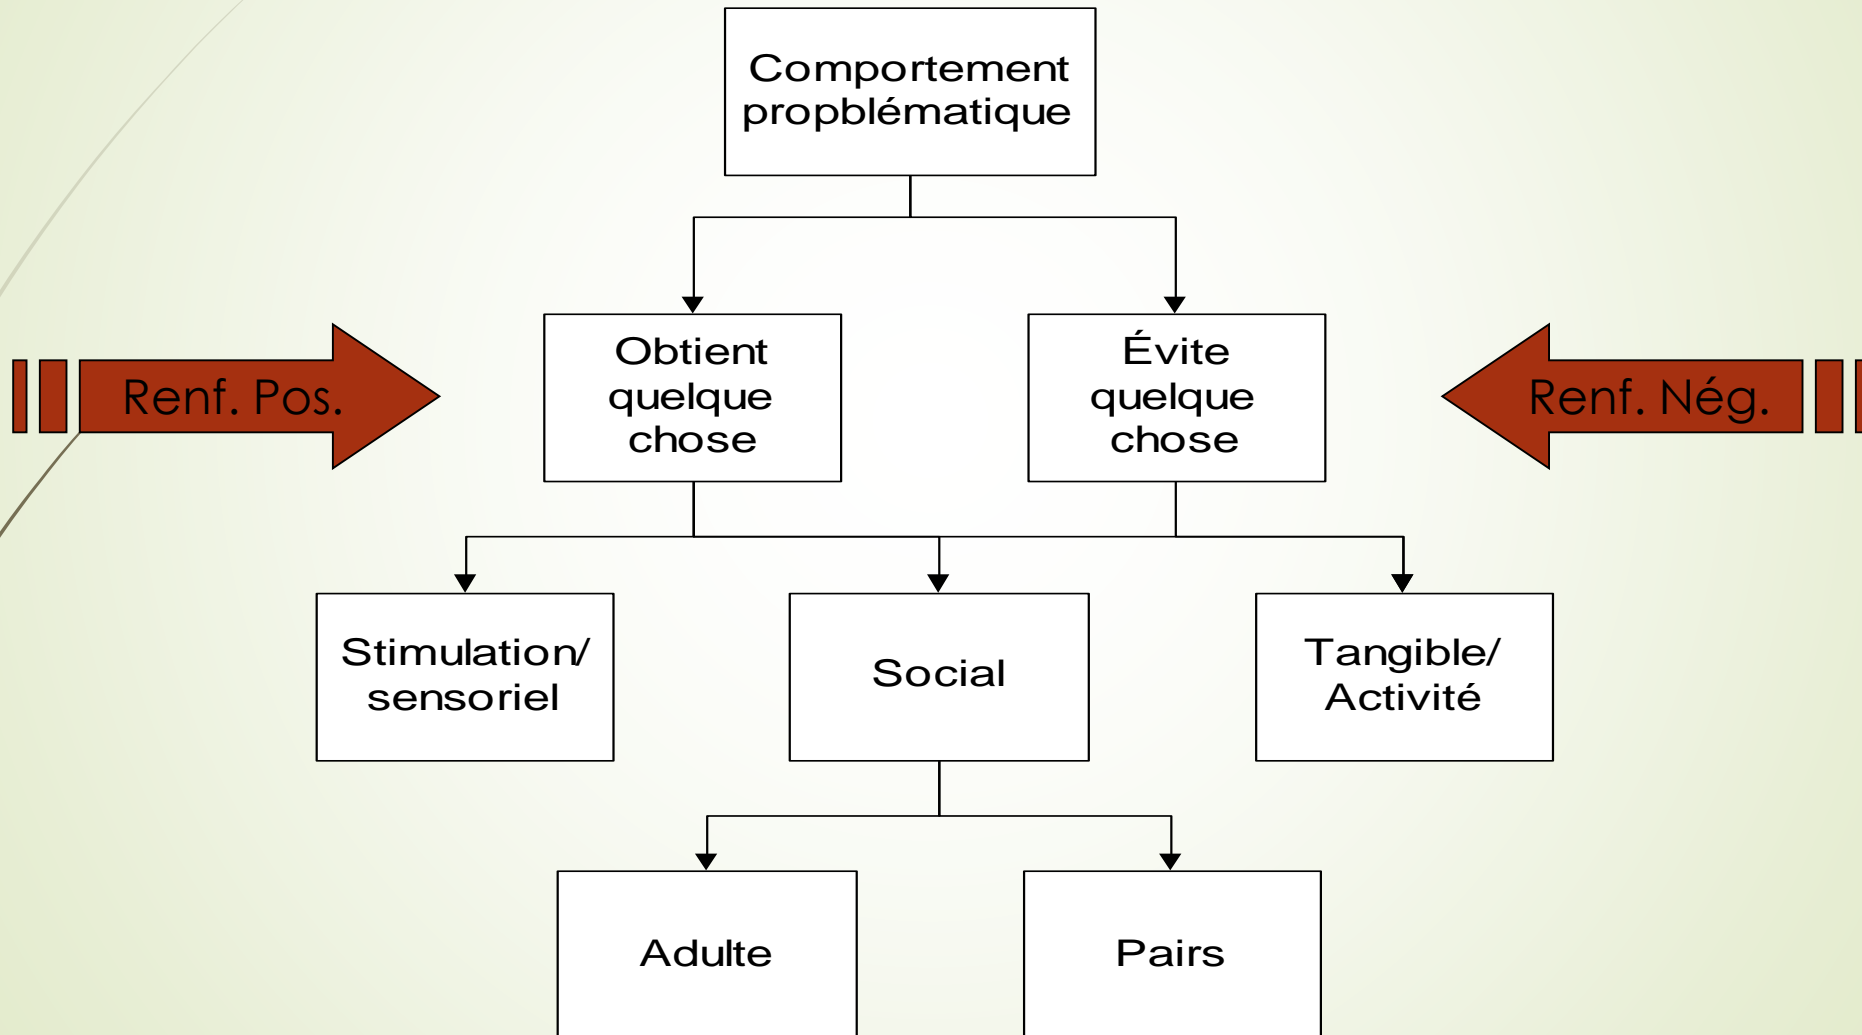 Comportement
propblématique
Renf. Pos.
Obtient
quelque
chose
Évite
quelque
chose
Renf. Nég.
Stimulation/
sensoriel
Social
Tangible/
Activité
Adulte
Pairs